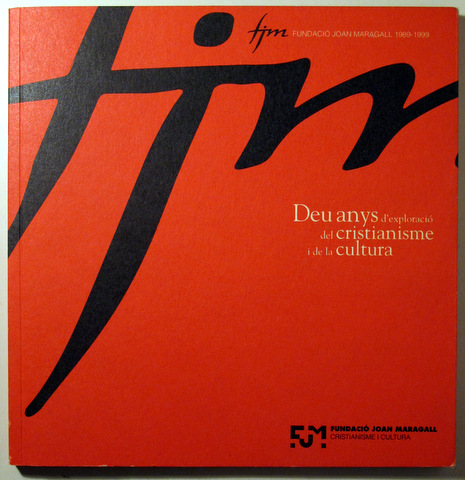 fjm FUNDACIÓ JOAN MARAGALL 1989-1999
fjm
Deu anys d'exploració
del cristianisme
i de la cultura
FJM FUNDACIÓ JOAN MARAGALL
CRISTIANISME I CULTURA